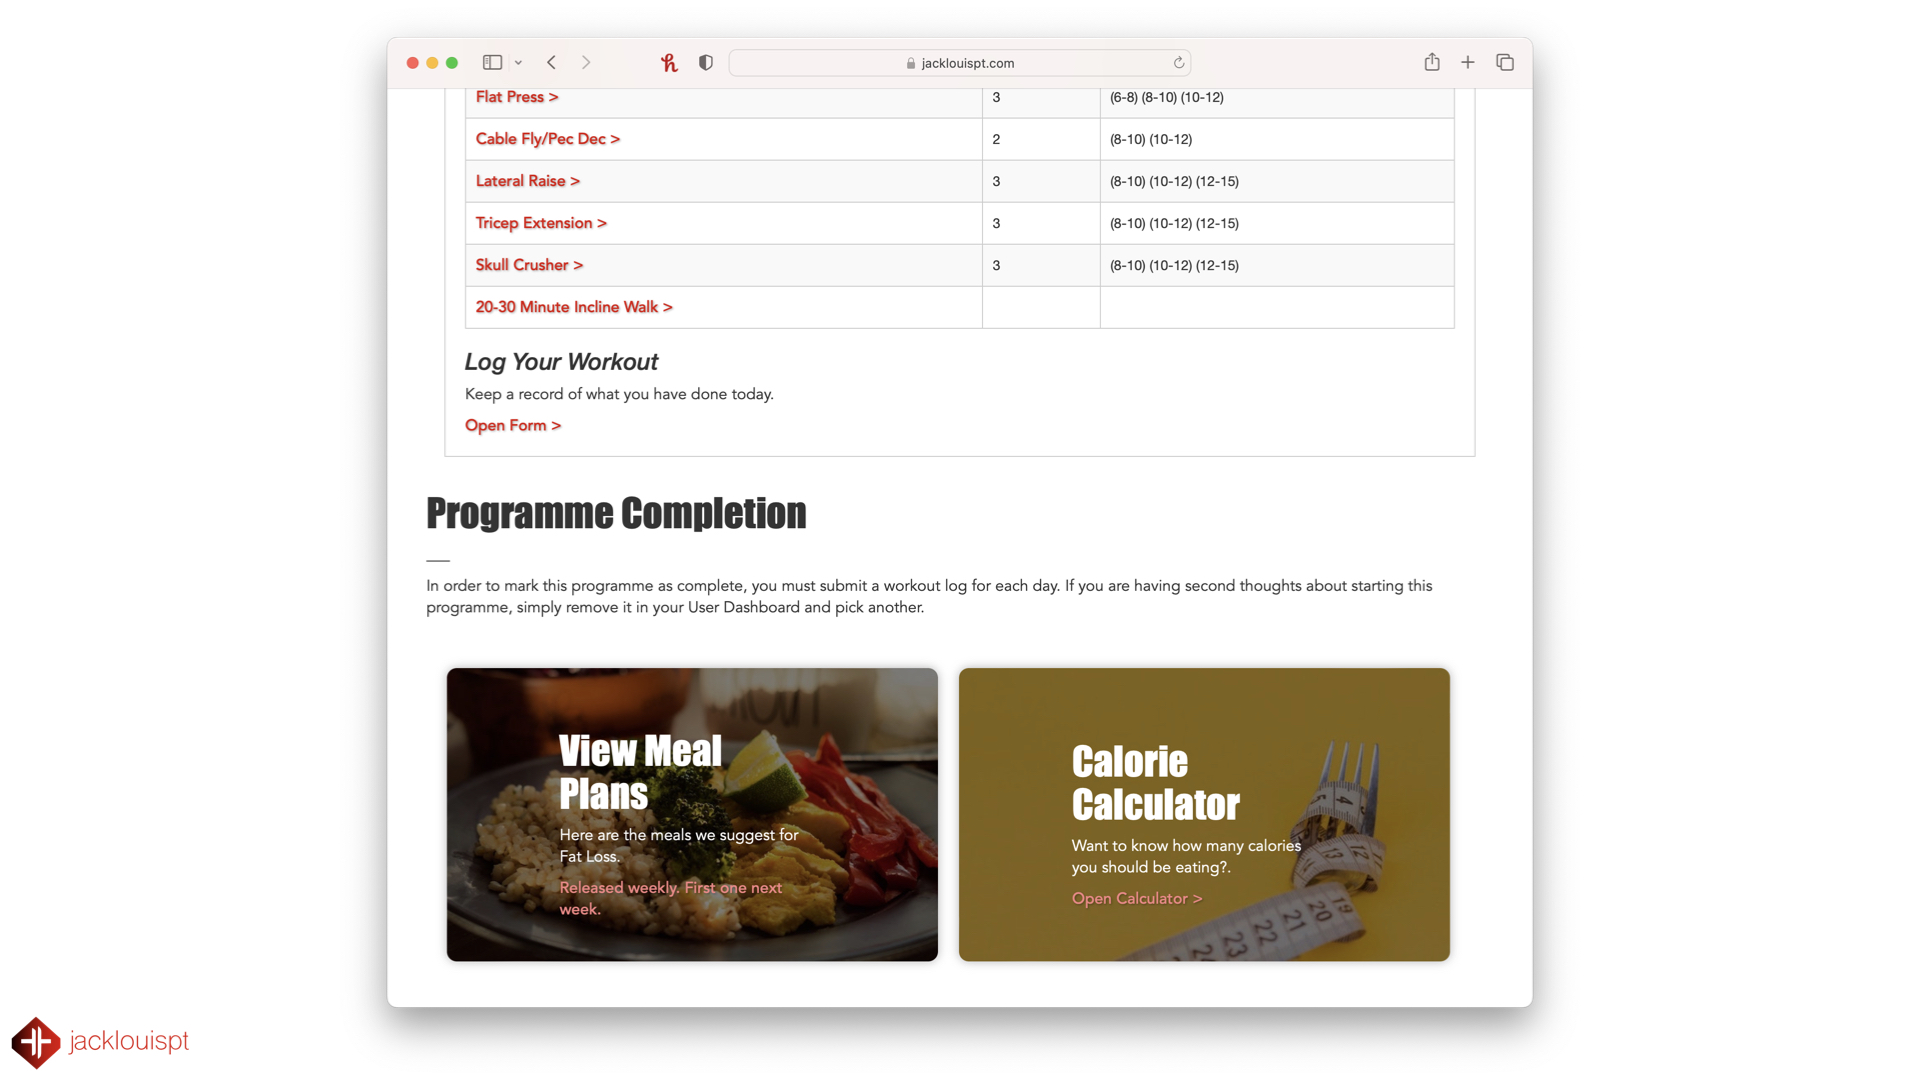 jacklouispt.com
Flat Press > 3 (6-8) (8-10) (10-12)
Cable Fly/Pec Dec > 2 (8-10) (10-12)
Lateral Raise > 3 (8-10) (10-12) (12-15)
Tricep Extension > 3 (8-10) (10-12) (12-15)
Skull Crusher > 3 (8-10) (10-12) (12-15)
20-30 Minute Incline Walk >
Log Your Workout
Keep a record of what you have done today.
Open Form >
Programme Completion
In order to mark this programme as complete, you must submit a workout log for each day. If you are having second thoughts about starting this
programme, simply remove it in your User Dashboard and pick another.
View Meal
Plans
Here are the meals we suggest for
Fat Loss.
Released weekly. First one next
week.
Calorie
Calculator
Want to know how many calories
you should be eating?.
Open Calculator >
19
20
21
22
23
jacklouispt